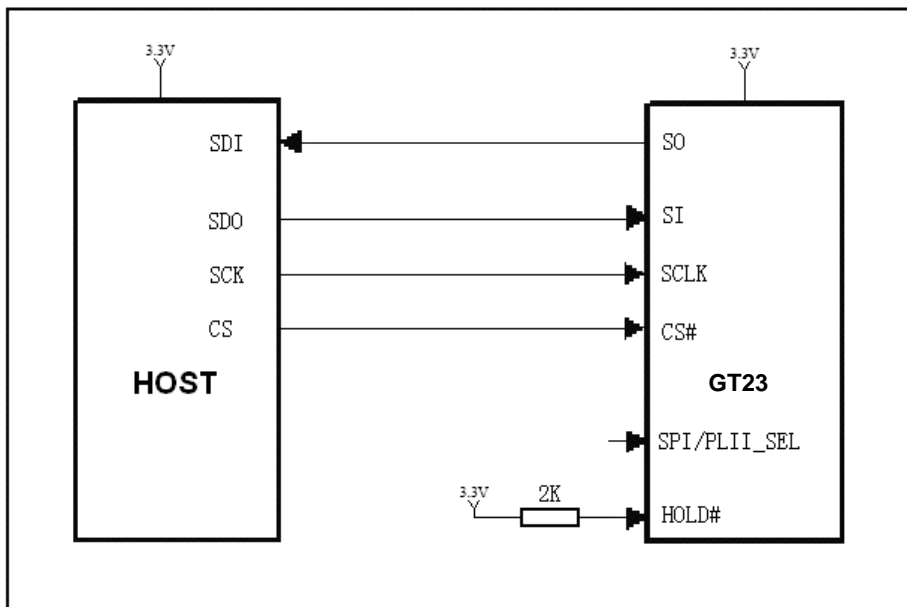 3.3V
3.3V
SDI
SO
SDO
SI
SCK
SCLK
CS
CS#
HOST
GT23
SPI/PLII_SEL
3.3V
2K
HOLD#